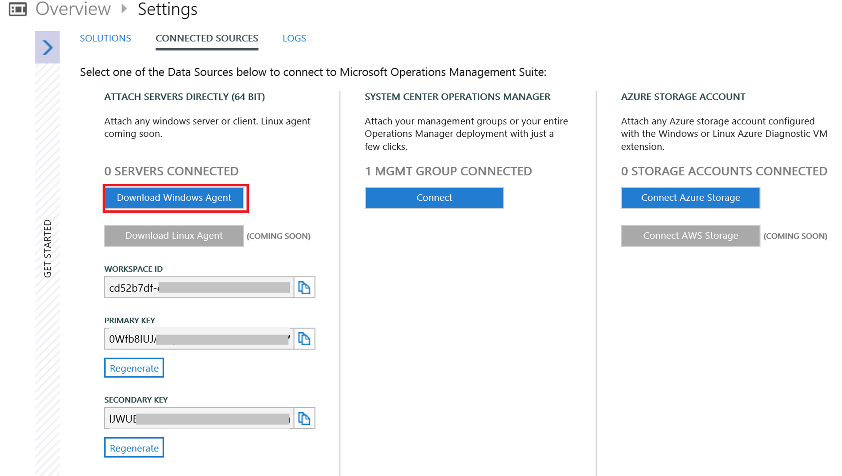 Overview Settings
SOLUTIONS CONNECTED SOURCES LOGS
Select one of the Data Sources below to connect to Microsoft Operations Management Suite:
GET STARTED
ATTACH SERVERS DIRECTLY (64 BIT)
Attach any windows server or client. Linux agent
coming soon.
0 SERVERS CONNECTED
Download Windows Agent
Download Linux Agent (COMING SOON)
WORKSPACE ID
cd52b7df-
PRIMARY KEY
Regenerate
SECONDARY KEY
Regenerate
SYSTEM CENTER OPERATIONS MANAGER
Attach your management groups or your entire
Operations Manager deployment with just a
few clicks.
1 MGMT GROUP CONNECTED
Connect
AZURE STORAGE ACCOUNT
Attach any Azure storage account configured
with the Windows or Linux Azure Diagnostic VM
extension.
0 STORAGE ACCOUNTS CONNECTED
Connect Azure Storage
Connect AWS Storage (COMING SOON)